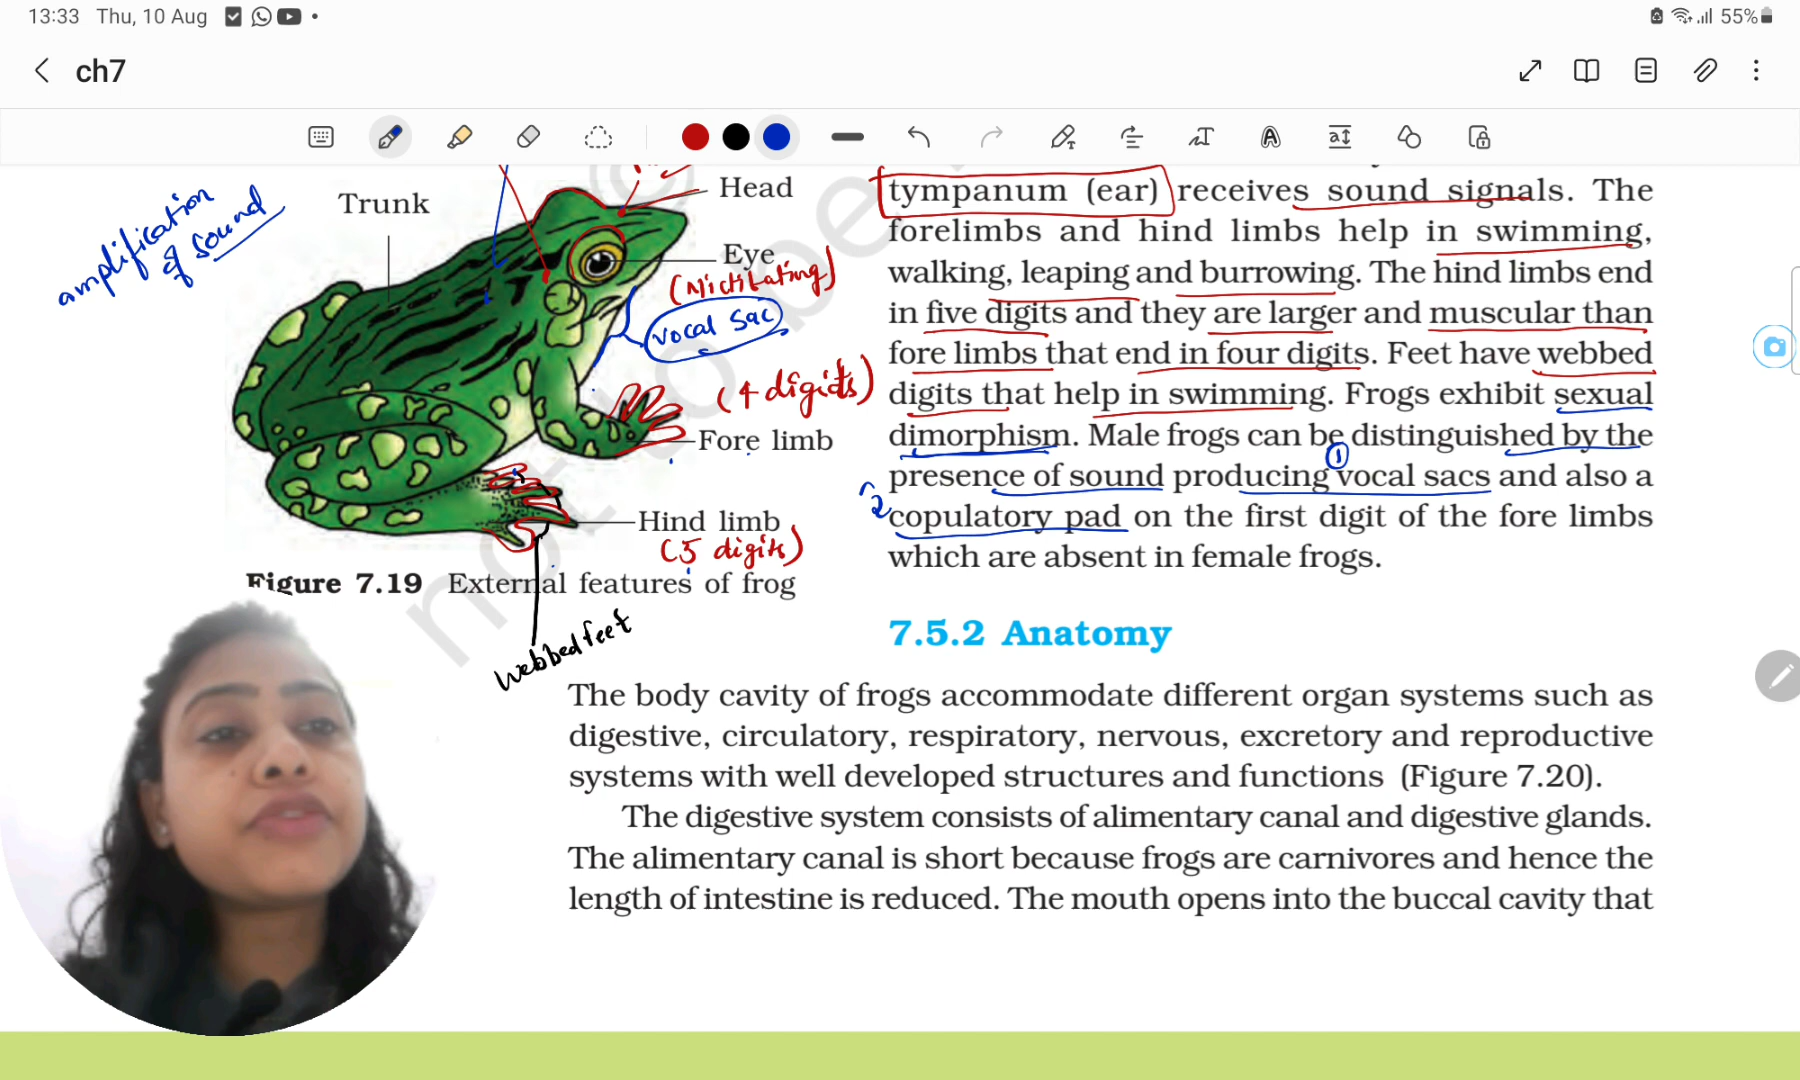 13:33 Thu, 10 Aug
55%
ch7
amplification
of sound
Trunk
Head
Eye
(Nictitating)
vocal sac
(4 digits)
Fore limb
Hind limb
(5 digits)
Figure 7.19 External features of frog
webbed feet
not to be
tympanum (ear) receives sound signals. The
forelimbs and hind limbs help in swimming,
walking, leaping and burrowing. The hind limbs end
in five digits and they are larger and muscular than
fore limbs that end in four digits. Feet have webbed
digits that help in swimming. Frogs exhibit sexual
dimorphism. Male frogs can be distinguished by the
1
presence of sound producing vocal sacs and also a
2
copulatory pad on the first digit of the fore limbs
which are absent in female frogs.
7.5.2 Anatomy
The body cavity of frogs accommodate different organ systems such as
digestive, circulatory, respiratory, nervous, excretory and reproductive
systems with well developed structures and functions (Figure 7.20).
The digestive system consists of alimentary canal and digestive glands.
The alimentary canal is short because frogs are carnivores and hence the
length of intestine is reduced. The mouth opens into the buccal cavity that